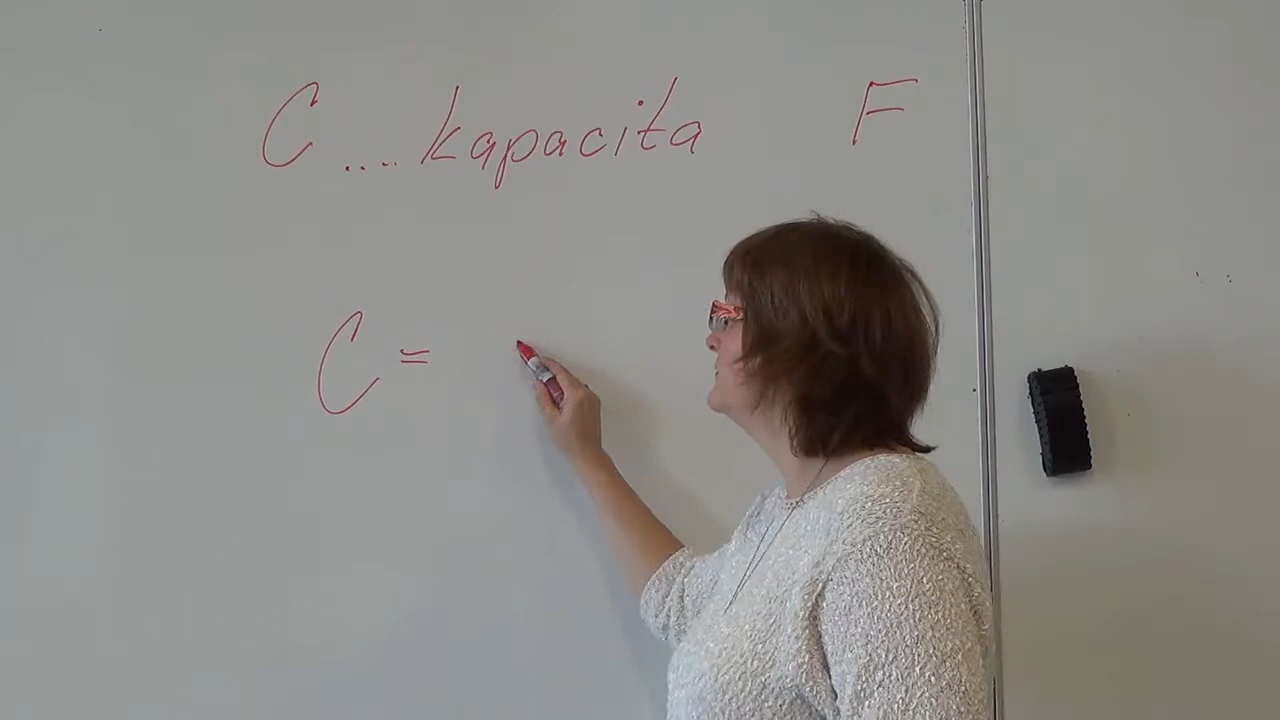 C .... kapacita F
C =